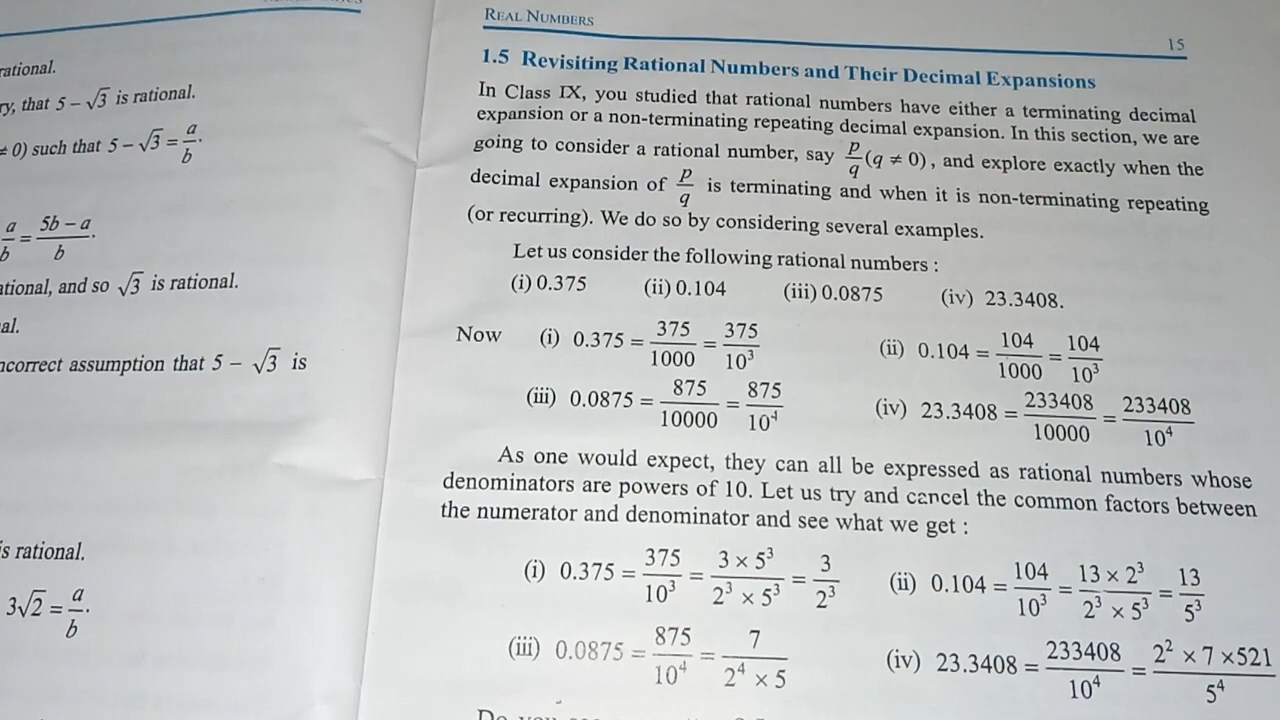 rational.
that 5 – √3 is rational.
≠ 0) such that 5 – √3 = a/b.
a/b = (5b – a)/b.
and so √3 is rational.
incorrect assumption that 5 – √3 is
is rational.
3√2 = a/b.
REAL NUMBERS
15
1.5 Revisiting Rational Numbers and Their Decimal Expansions
In Class IX, you studied that rational numbers have either a terminating decimal
expansion or a non-terminating repeating decimal expansion. In this section, we are
going to consider a rational number, say p/q (q ≠ 0), and explore exactly when the
decimal expansion of p/q is terminating and when it is non-terminating repeating
(or recurring). We do so by considering several examples.
Let us consider the following rational numbers :
(i) 0.375 (ii) 0.104 (iii) 0.0875 (iv) 23.3408.
Now (i) 0.375 = 375/1000 = 375/10³ (ii) 0.104 = 104/1000 = 104/10³
(iii) 0.0875 = 875/10000 = 875/10⁴ (iv) 23.3408 = 233408/10000 = 233408/10⁴
As one would expect, they can all be expressed as rational numbers whose
denominators are powers of 10. Let us try and cancel the common factors between
the numerator and denominator and see what we get :
(i) 0.375 = 375/10³ = (3 × 5³)/(2³ × 5³) = 3/2³ (ii) 0.104 = 104/10³ = (13 × 2³)/(2³ × 5³) = 13/5³
(iii) 0.0875 = 875/10⁴ = 7/(2⁴ × 5) (iv) 23.3408 = 233408/10⁴ = (2² × 7 × 521)/5⁴